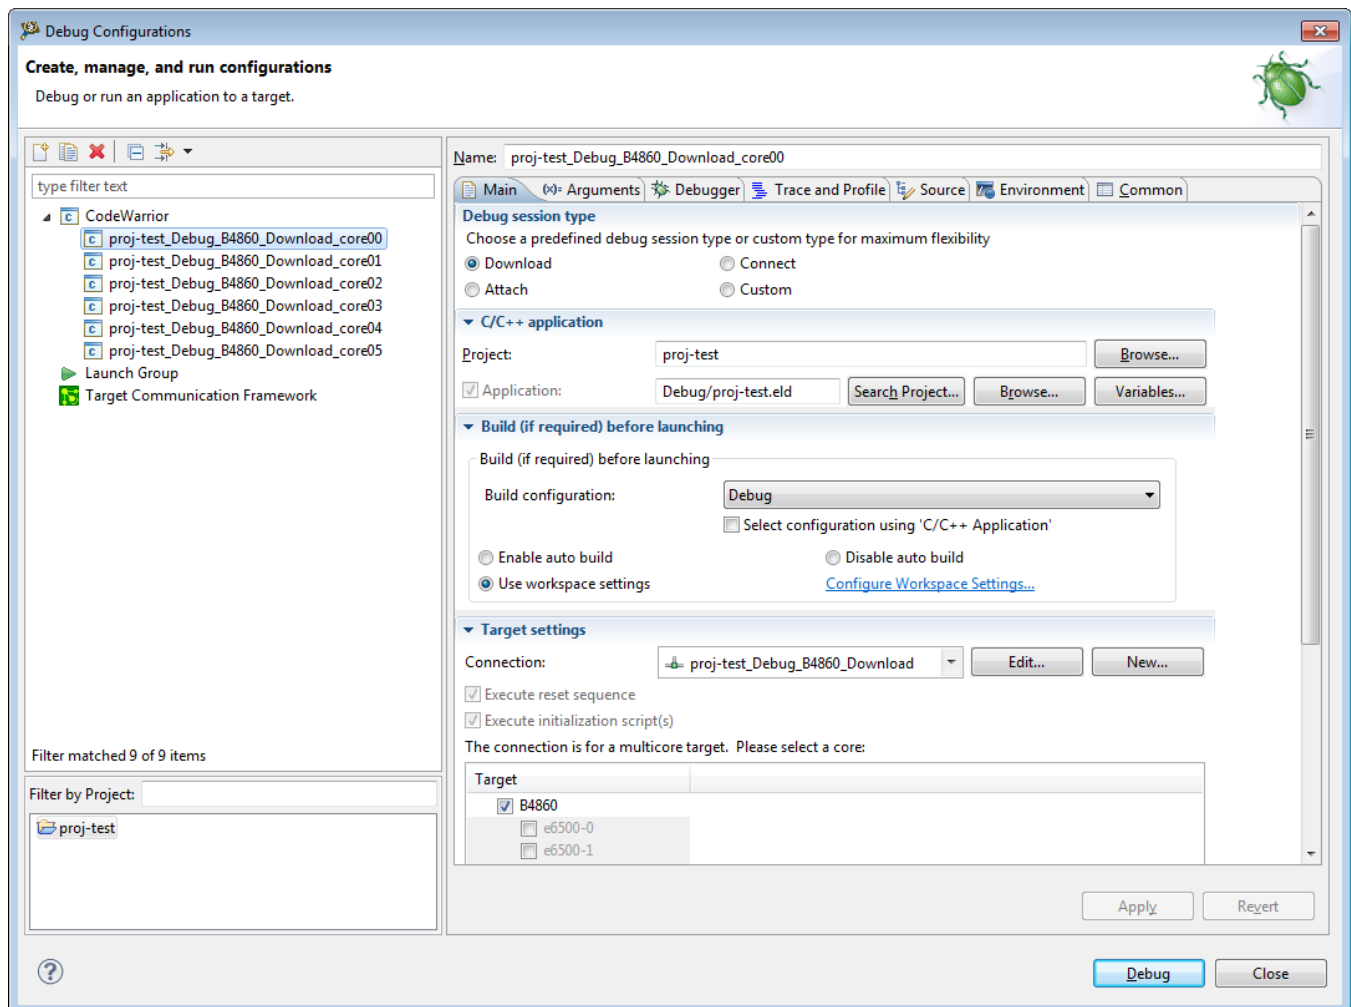 Debug Configurations
Create, manage, and run configurations
Debug or run an application to a target.
type filter text
CodeWarrior
proj-test_Debug_B4860_Download_core00
proj-test_Debug_B4860_Download_core01
proj-test_Debug_B4860_Download_core02
proj-test_Debug_B4860_Download_core03
proj-test_Debug_B4860_Download_core04
proj-test_Debug_B4860_Download_core05
Launch Group
Target Communication Framework
Filter matched 9 of 9 items
Filter by Project:
proj-test
Name: proj-test_Debug_B4860_Download_core00
Main (x)= Arguments Debugger Trace and Profile Source Environment Common
Debug session type
Choose a predefined debug session type or custom type for maximum flexibility
Download Connect
Attach Custom
C/C++ application
Project: proj-test Browse...
Application: Debug/proj-test.eld Search Project... Browse... Variables...
Build (if required) before launching
Build (if required) before launching
Build configuration: Debug
Select configuration using 'C/C++ Application'
Enable auto build Disable auto build
Use workspace settings Configure Workspace Settings...
Target settings
Connection: proj-test_Debug_B4860_Download Edit... New...
Execute reset sequence
Execute initialization script(s)
The connection is for a multicore target. Please select a core:
Target
B4860
e6500-0
e6500-1
Apply Revert
Debug Close